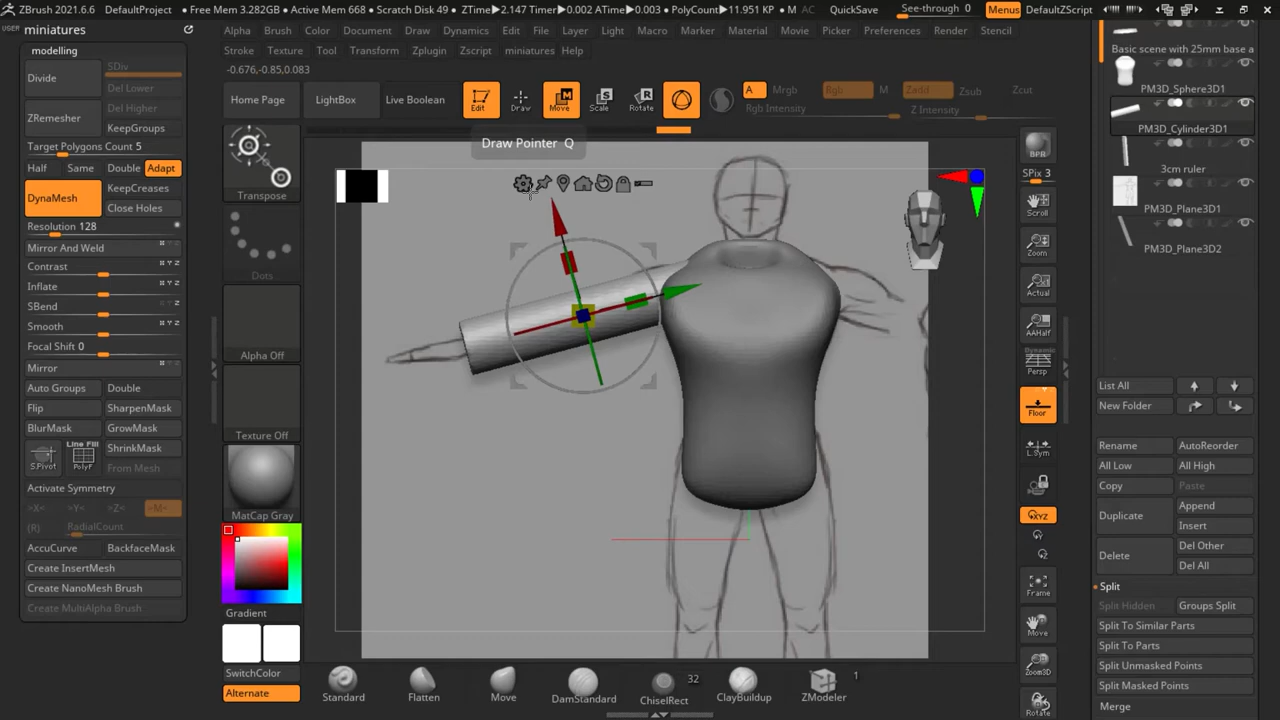 ZBrush 2021.6.6 DefaultProject • Free Mem 3.282GB • Active Mem 668 • Scratch Disk 49 • ZTime▶2.147 Timer▶0.002 ATime▶0.003 • PolyCount▶11.951 KP • M AC QuickSave See-through 0 Menus DefaultZScript
USER miniatures
Alpha Brush Color Document Draw Dynamics Edit File Layer Light Macro Marker Material Movie Picker Preferences Render Stencil
Stroke Texture Tool Transform Zplugin Zscript miniatures Help
-0.676,-0.85,0.083
Home Page LightBox Live Boolean Edit Draw Move Scale Rotate A Mrgb Rgb M Zadd Zsub Zcut
Rgb Intensity Z Intensity
Draw Pointer Q
modelling
Divide SDiv
Del Lower
Del Higher
ZRemesher KeepGroups
Target Polygons Count 5
Half Same Double Adapt
DynaMesh KeepCreases
Close Holes
Resolution 128
Mirror And Weld
Contrast
Inflate
SBend
Smooth
Focal Shift 0
Mirror
Auto Groups Double
Flip SharpenMask
BlurMask GrowMask
S.Pivot Line Fill PolyF ShrinkMask
From Mesh
Activate Symmetry
>X< >Y< >Z< >M<
(R) RadialCount
AccuCurve BackfaceMask
Create InsertMesh
Create NanoMesh Brush
Create MultiAlpha Brush
Transpose
Dots
Alpha Off
Texture Off
MatCap Gray
Gradient
SwitchColor
Alternate
Standard Flatten Move DamStandard ChiselRect 32 ClayBuildup ZModeler 1
BPR
SPix 3
Scroll
Zoom
Actual
AAHalf
Dynamic
Persp
Floor
L.Sym
XYZ
Y
Z
Frame
Move
Zoom3D
Rotate
Basic scene with 25mm base a
PM3D_Sphere3D1
PM3D_Cylinder3D1
3cm ruler
PM3D_Plane3D1
PM3D_Plane3D2
List All
New Folder
Rename AutoReorder
All Low All High
Copy Paste
Duplicate Append
Insert
Delete Del Other
Del All
Split
Split Hidden Groups Split
Split To Similar Parts
Split To Parts
Split Unmasked Points
Split Masked Points
Merge